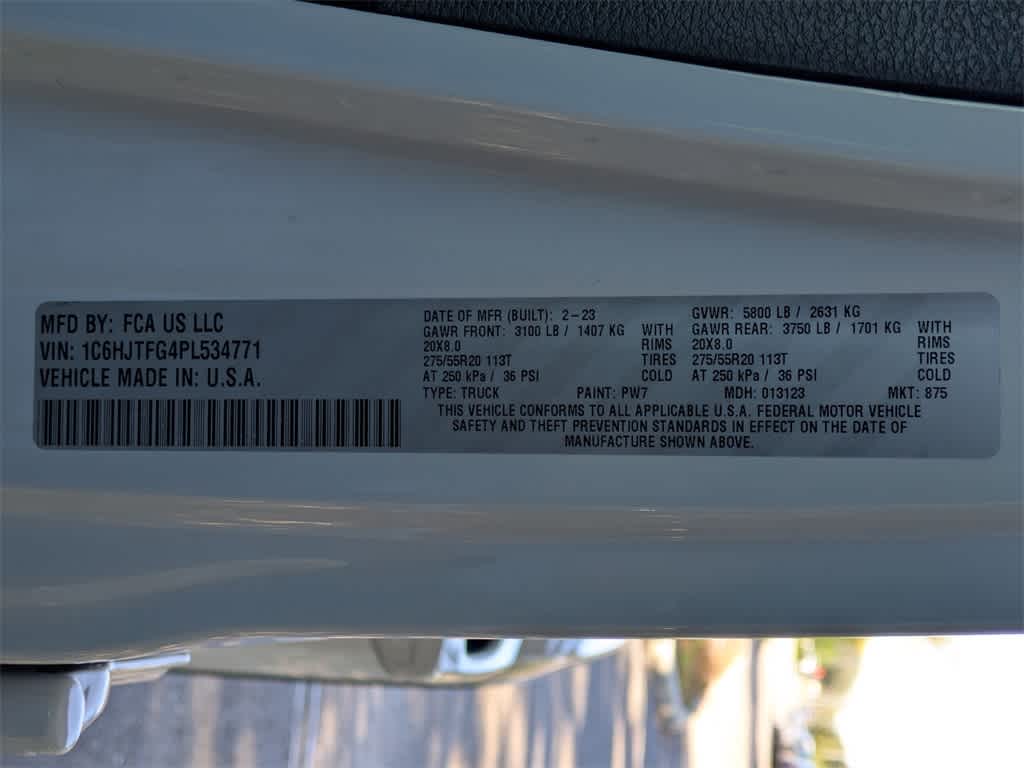 MFD BY: FCA US LLC
VIN: 1C6HJTFG4PL534771
VEHICLE MADE IN: U.S.A.
DATE OF MFR (BUILT): 2-23 GVWR: 5800 LB / 2631 KG
GAWR FRONT: 3100 LB / 1407 KG WITH GAWR REAR: 3750 LB / 1701 KG WITH
20X8.0 RIMS 20X8.0 RIMS
275/55R20 113T TIRES 275/55R20 113T TIRES
AT 250 kPa / 36 PSI COLD AT 250 kPa / 36 PSI COLD
TYPE: TRUCK PAINT: PW7 MDH: 013123 MKT: 875
THIS VEHICLE CONFORMS TO ALL APPLICABLE U.S.A. FEDERAL MOTOR VEHICLE
SAFETY AND THEFT PREVENTION STANDARDS IN EFFECT ON THE DATE OF
MANUFACTURE SHOWN ABOVE.